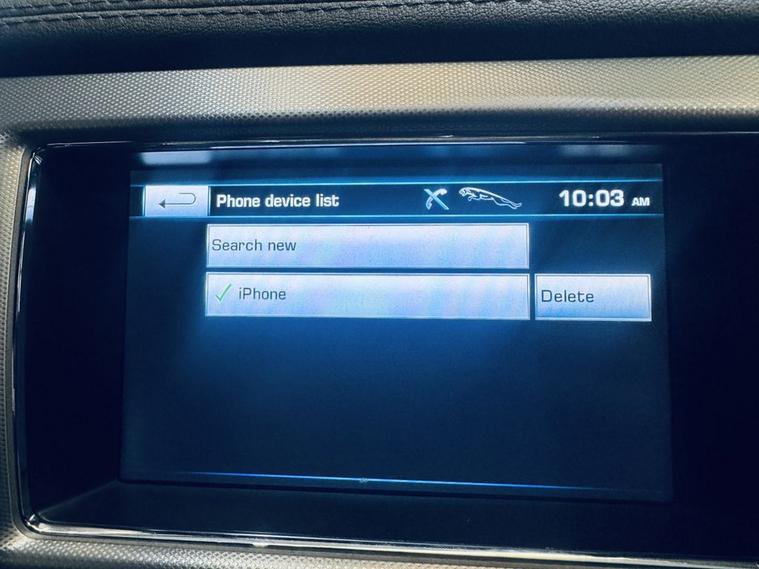 Phone device list
10:03 AM
Search new
iPhone
Delete